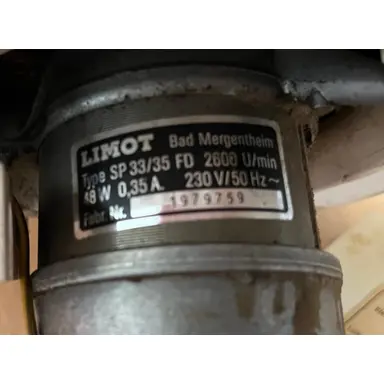 LIMOT Bad Mergentheim
Type SP 33/35 FD 2600 U/min
48 W 0,35 A. 230 V/50 Hz~
Fabr. Nr. 1979759